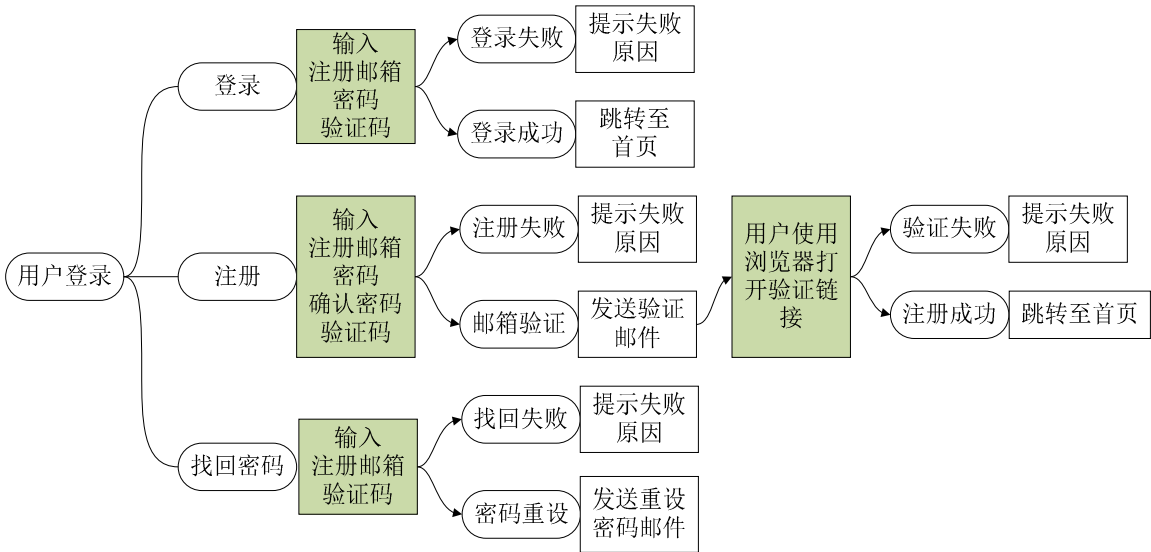 用户登录
登录
输入
注册邮箱
密码
验证码
登录失败
提示失败
原因
登录成功
跳转至
首页
注册
输入
注册邮箱
密码
确认密码
验证码
注册失败
提示失败
原因
邮箱验证
发送验证
邮件
用户使用
浏览器打
开验证链
接
验证失败
提示失败
原因
注册成功
跳转至首页
找回密码
输入
注册邮箱
验证码
找回失败
提示失败
原因
密码重设
发送重设
密码邮件